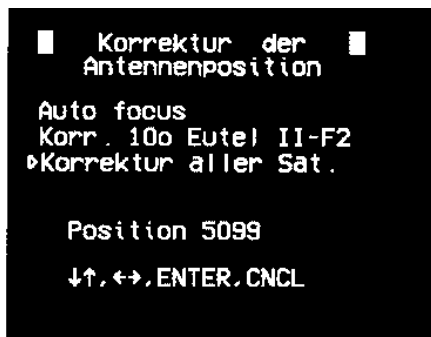 Korrektur der
Antennenposition
Auto focus
Korr. 10o Eutel II-F2
▹Korrektur aller Sat.
Position 5099
↓↑,←→,ENTER,CNCL